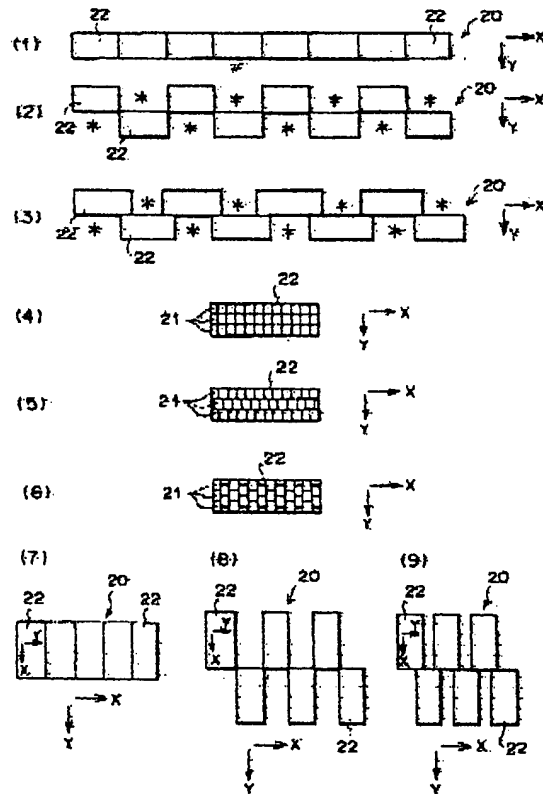 (1) 22 22 20 X Y
*
(2) 22 * * * * 20 X Y
* 22 * * *
(3) 22 * * * * 20 X Y
* 22 * * *
(4) 21 22 X Y
(5) 21 22 X Y
(6) 21 22 X Y
(7) (8) (9)
22 20 22 22 20 22 20
Y X Y X Y X
X Y X Y 22 X Y 22